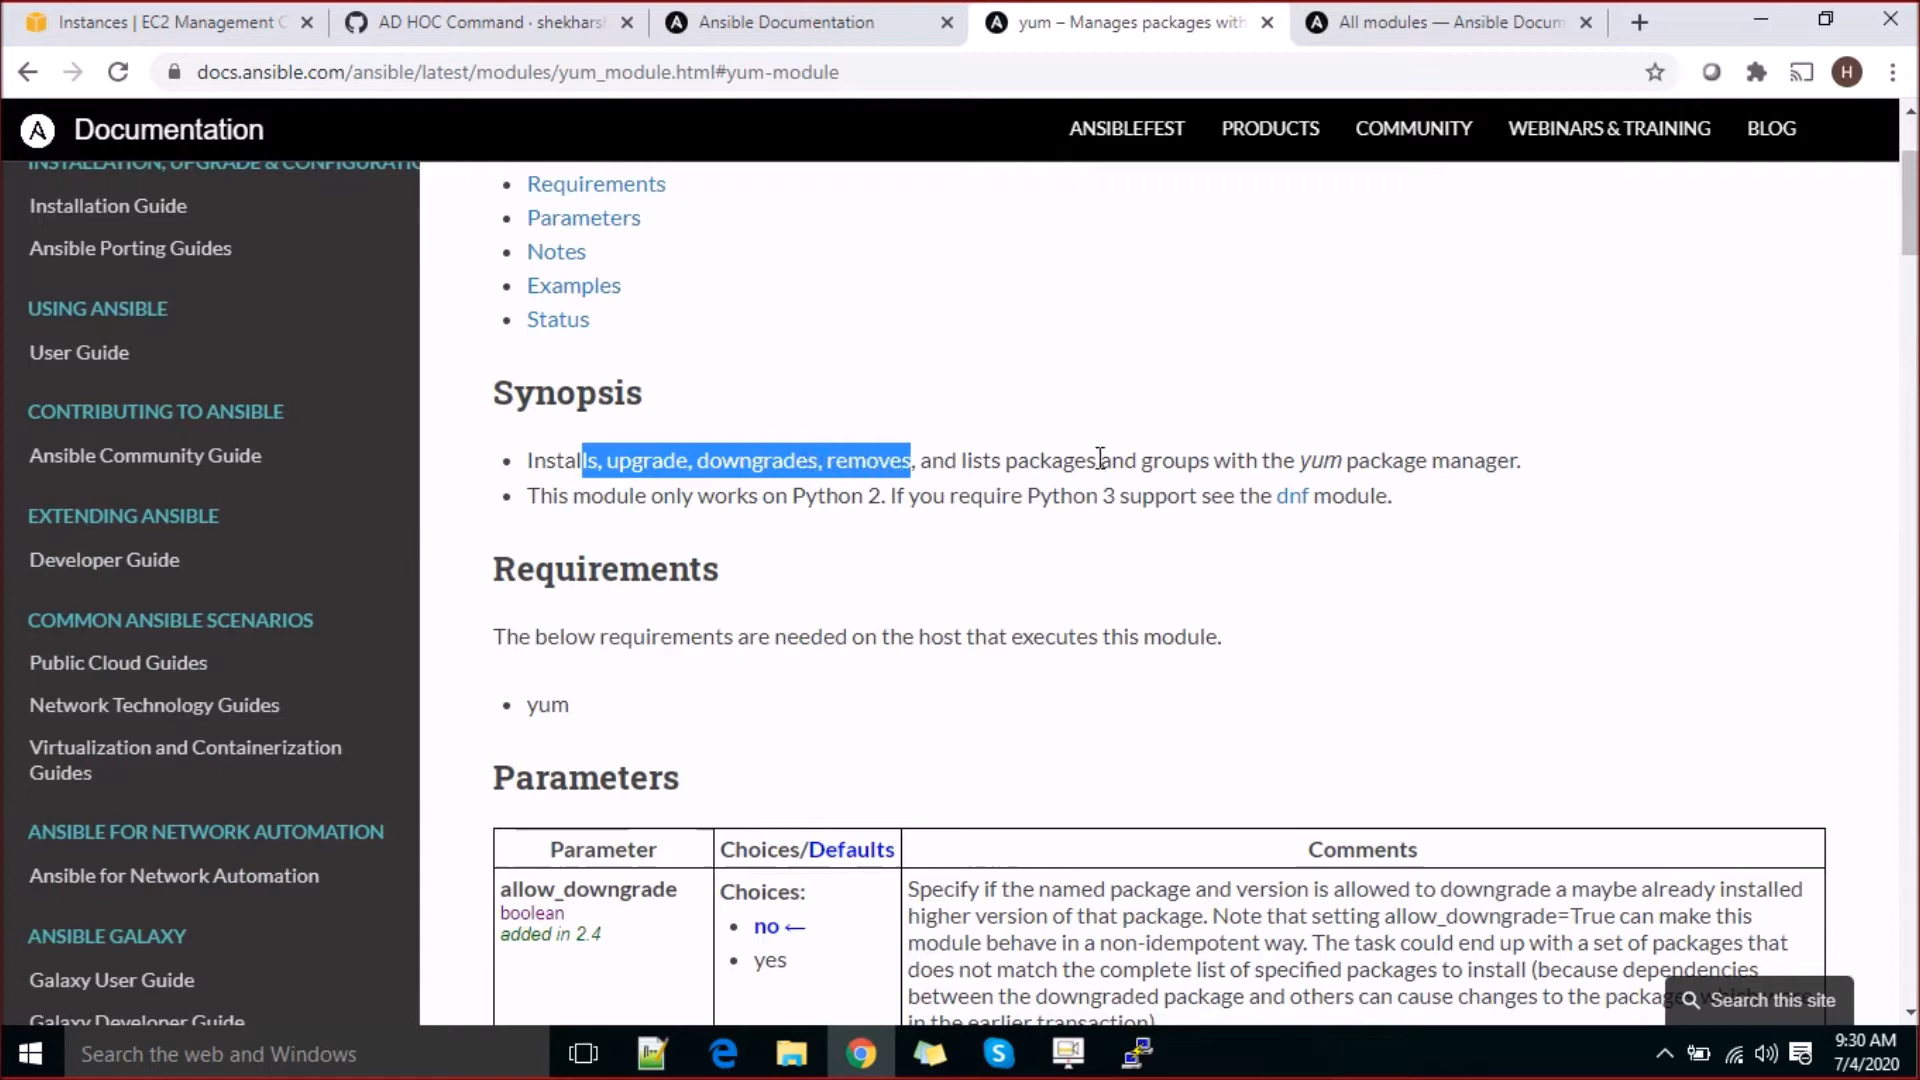 Instances | EC2 Management C
AD HOC Command · shekhars
Ansible Documentation
yum – Manages packages with
All modules — Ansible Docum
docs.ansible.com/ansible/latest/modules/yum_module.html#yum-module
H
A Documentation
ANSIBLEFEST PRODUCTS COMMUNITY WEBINARS & TRAINING BLOG
INSTALLATION, UPGRADE & CONFIGURATIO
Installation Guide
Ansible Porting Guides
USING ANSIBLE
User Guide
CONTRIBUTING TO ANSIBLE
Ansible Community Guide
EXTENDING ANSIBLE
Developer Guide
COMMON ANSIBLE SCENARIOS
Public Cloud Guides
Network Technology Guides
Virtualization and Containerization
Guides
ANSIBLE FOR NETWORK AUTOMATION
Ansible for Network Automation
ANSIBLE GALAXY
Galaxy User Guide
Galaxy Developer Guide
• Requirements
• Parameters
• Notes
• Examples
• Status
Synopsis
• Installs, upgrade, downgrades, removes, and lists packages and groups with the yum package manager.
• This module only works on Python 2. If you require Python 3 support see the dnf module.
Requirements
The below requirements are needed on the host that executes this module.
• yum
Parameters
Parameter Choices/Defaults Comments
allow_downgrade
boolean
added in 2.4
Choices:
• no ←
• yes
Specify if the named package and version is allowed to downgrade a maybe already installed
higher version of that package. Note that setting allow_downgrade=True can make this
module behave in a non-idempotent way. The task could end up with a set of packages that
does not match the complete list of specified packages to install (because dependencies
between the downgraded package and others can cause changes to the packages which were
in the earlier transaction).
Search this site
Search the web and Windows
9:30 AM
7/4/2020